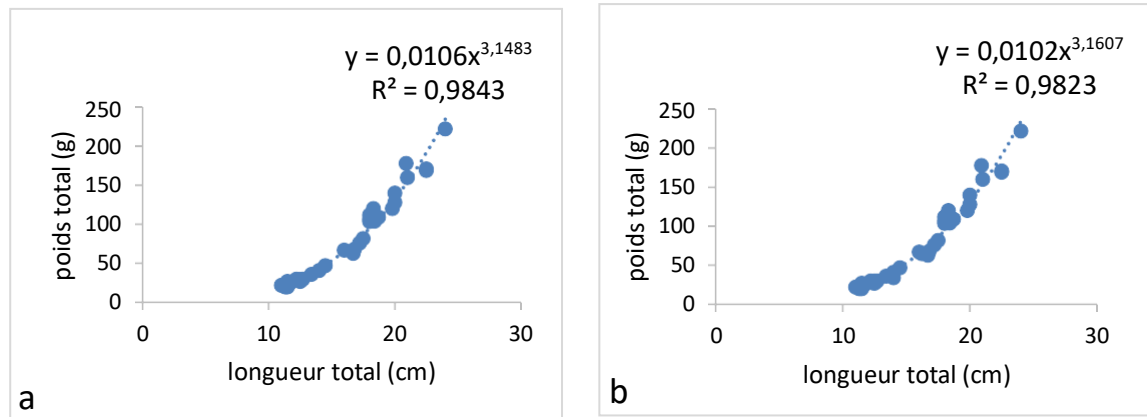 y = 0,0106x^3,1483
R² = 0,9843
250
200
150
100
50
0
poids total (g)
0 10 20 30
longueur total (cm)
a
y = 0,0102x^3,1607
R² = 0,9823
250
200
150
100
50
0
poids total (g)
0 10 20 30
longueur total (cm)
b